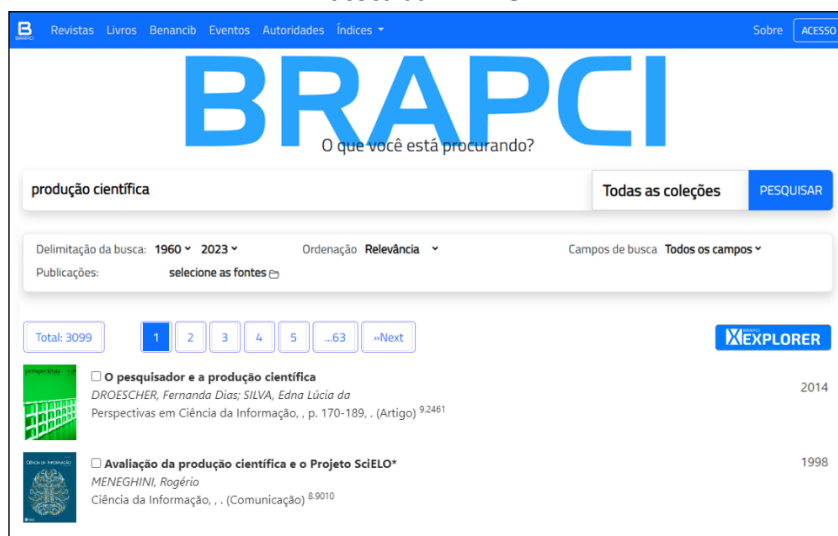 Revistas Livros Benancib Eventos Autoridades Índices Sobre ACESSO
BRAPCI
O que você está procurando?
produção científica Todas as coleções PESQUISAR
Delimitação da busca: 1960 2023 Ordenação Relevância Campos de busca Todos os campos
Publicações: selecione as fontes
Total: 3099 1 2 3 4 5 ...63 »Next BRAPCI EXPLORER
O pesquisador e a produção científica 2014
DROESCHER, Fernanda Dias; SILVA, Edna Lúcia da
Perspectivas em Ciência da Informação, , p. 170-189, . (Artigo) 9.2461
Avaliação da produção científica e o Projeto SciELO* 1998
MENEGHINI, Rogério
Ciência da Informação, , . (Comunicação) 8.9010